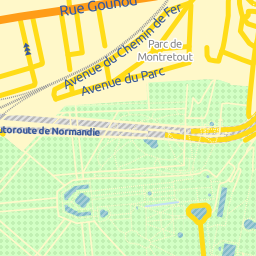 Rue Gounod
Avenue du Chemin de Fer
Parc de
Montretout
Avenue du Parc
utoroute de Normandie